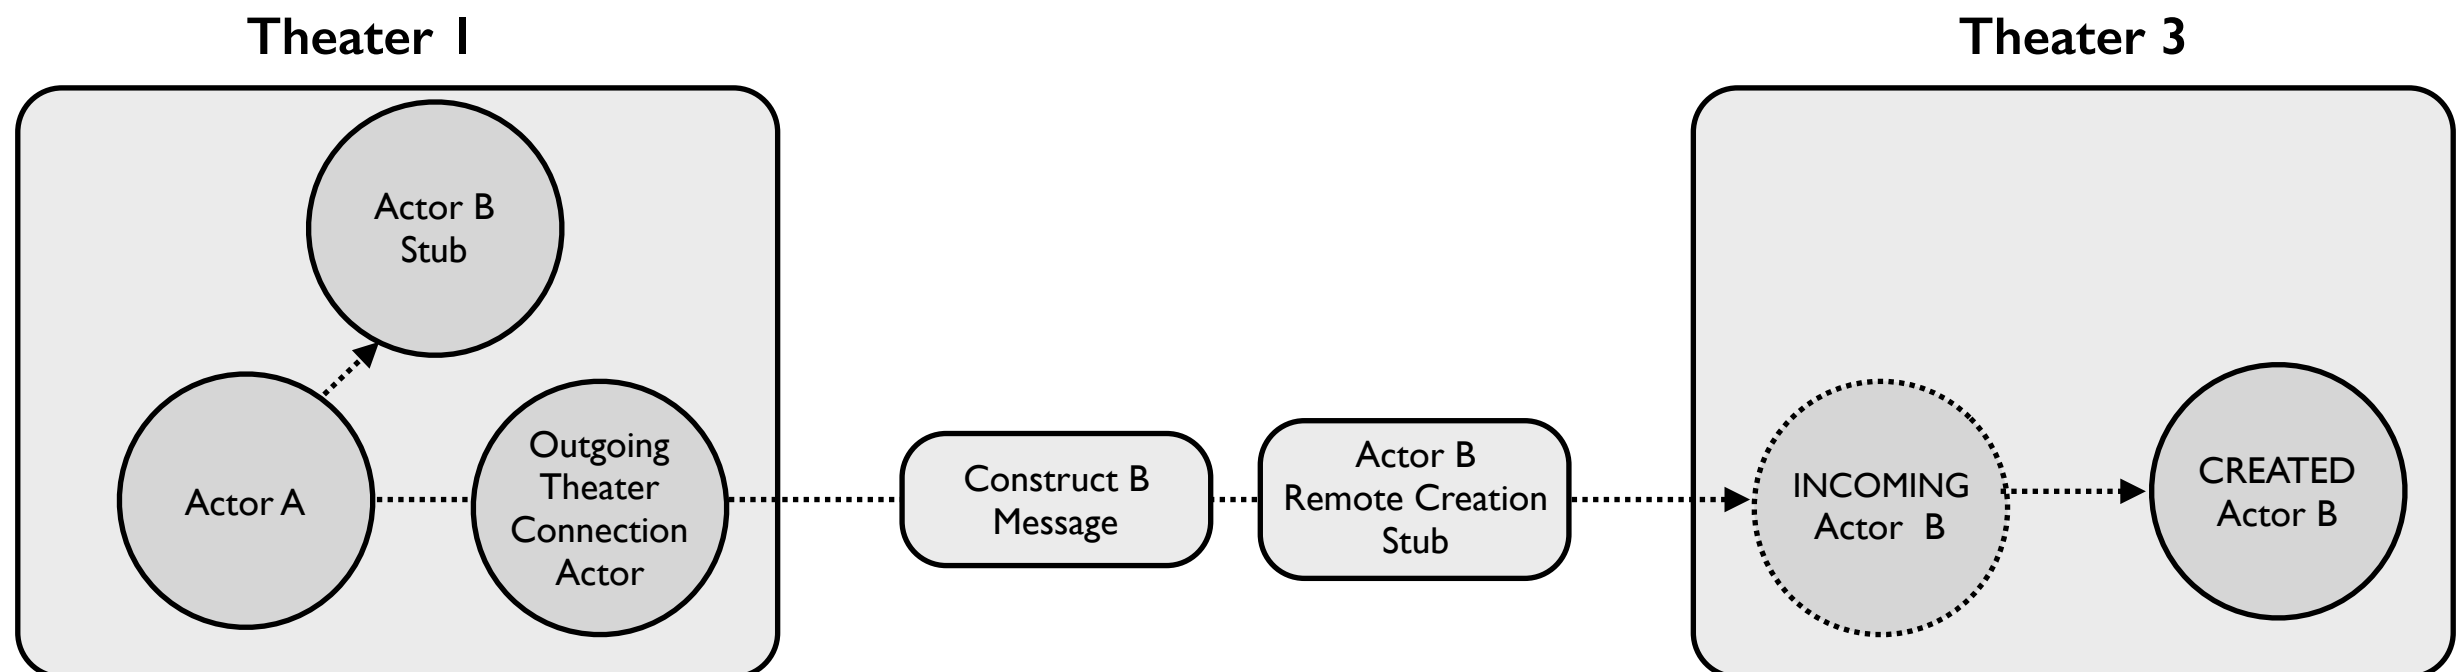 Theater 1
Theater 3
Actor B
Stub
Actor A
Outgoing
Theater
Connection
Actor
Construct B
Message
Actor B
Remote Creation
Stub
INCOMING
Actor B
CREATED
Actor B